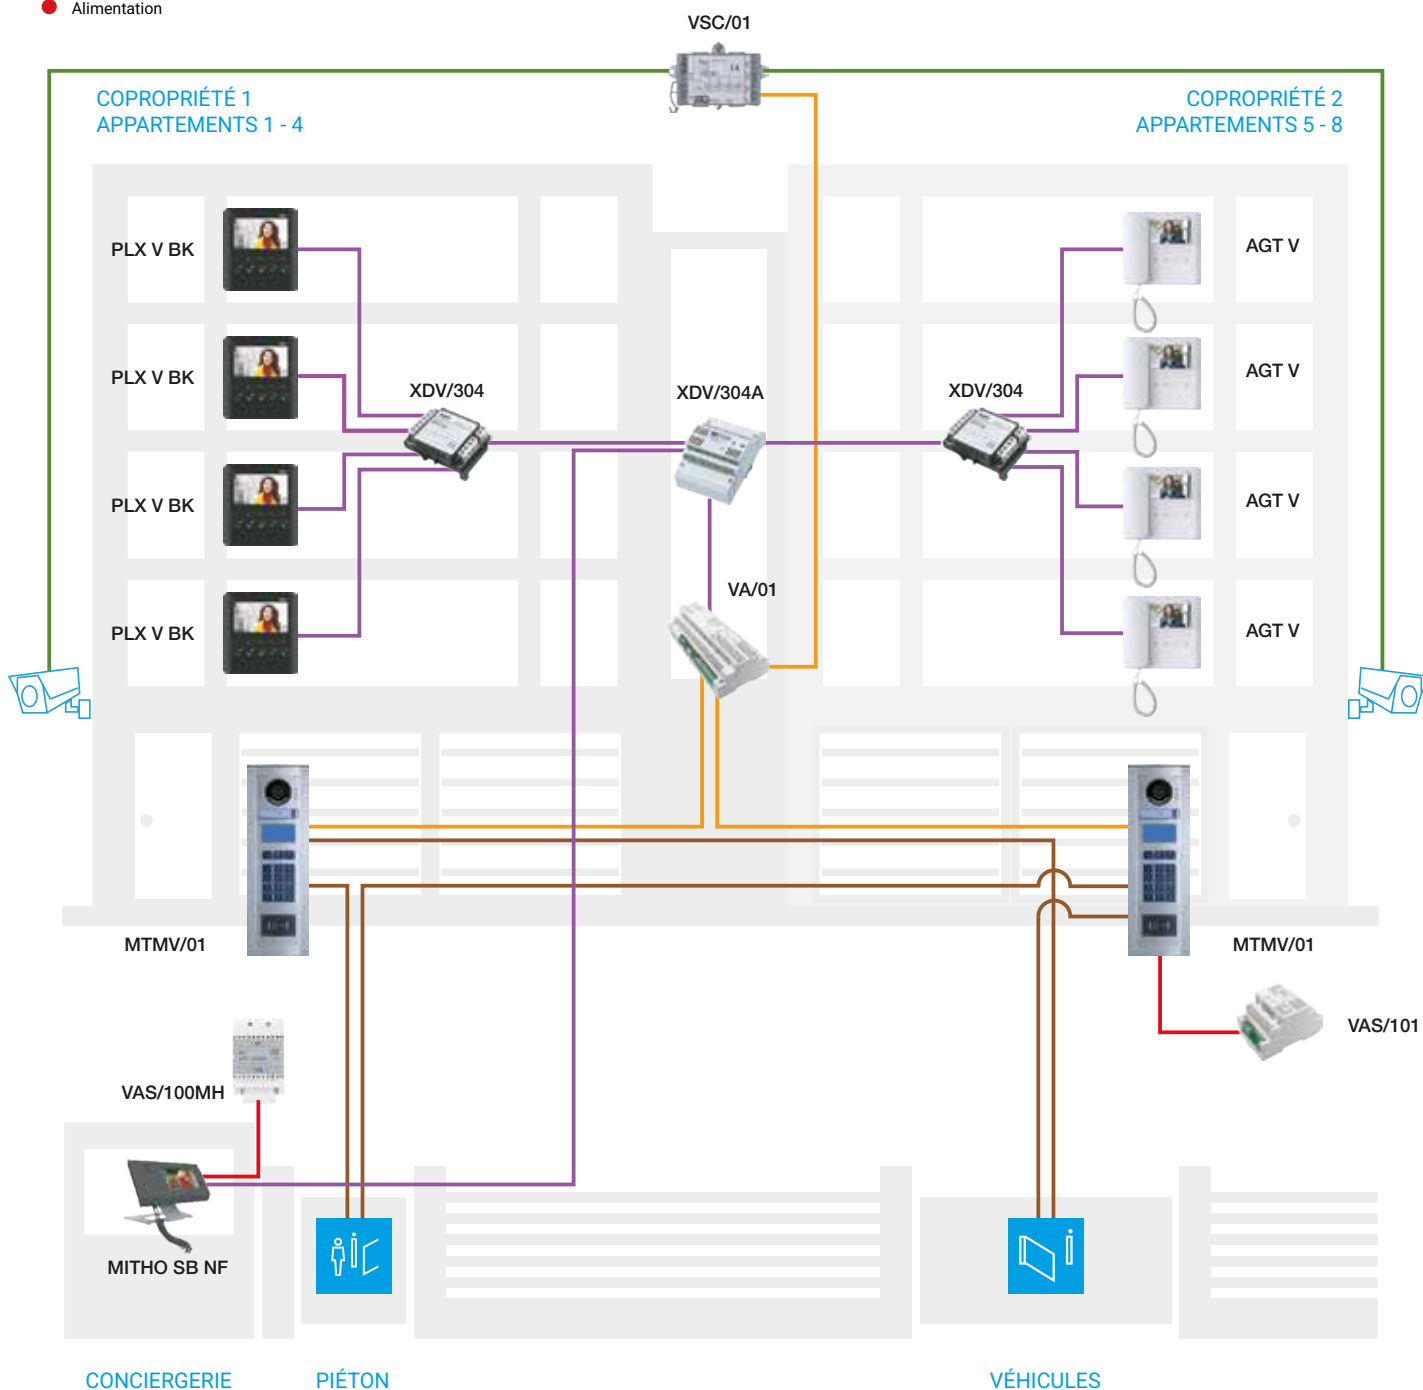 Alimentation
VSC/01
COPROPRIÉTÉ 1
APPARTEMENTS 1 - 4
COPROPRIÉTÉ 2
APPARTEMENTS 5 - 8
PLX V BK
AGT V
PLX V BK
XDV/304
XDV/304A
XDV/304
AGT V
PLX V BK
AGT V
VA/01
PLX V BK
AGT V
MTMV/01
MTMV/01
VAS/101
VAS/100MH
MITHO SB NF
CONCIERGERIE
PIÉTON
VÉHICULES